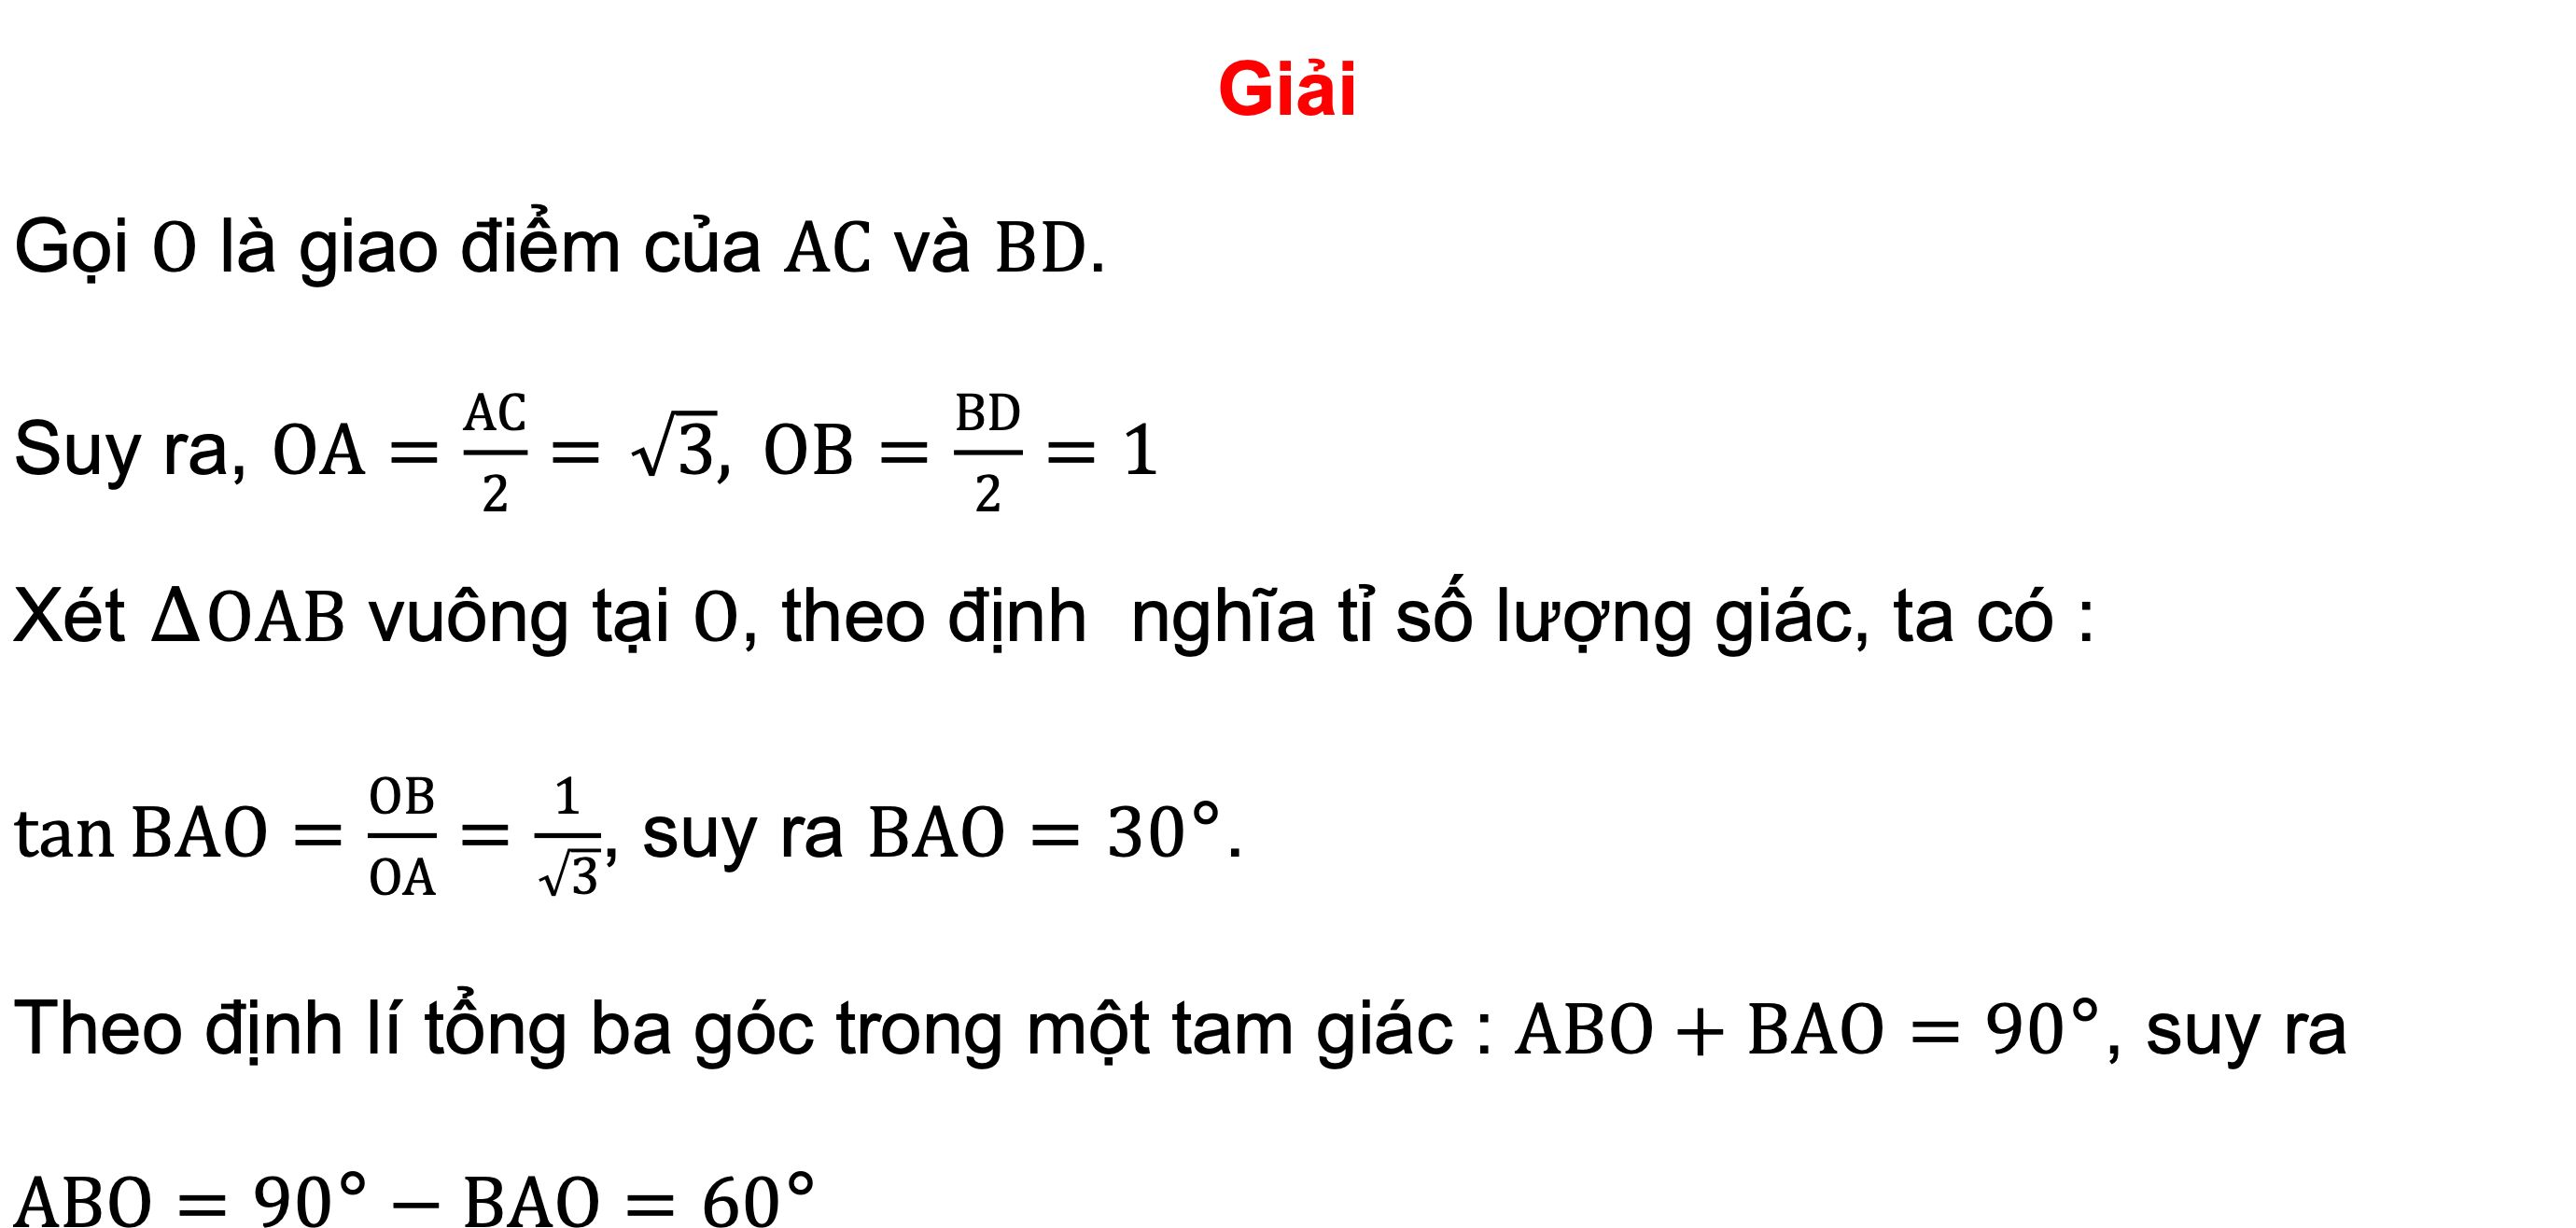 Giải
Gọi O là giao điểm của AC và BD.
Suy ra, OA = AC/2 = √3, OB = BD/2 = 1
Xét ΔOAB vuông tại O, theo định nghĩa tỉ số lượng giác, ta có :
tan BAO = OB/OA = 1/√3, suy ra BAO = 30°.
Theo định lí tổng ba góc trong một tam giác : ABO + BAO = 90°, suy ra
ABO = 90° − BAO = 60°